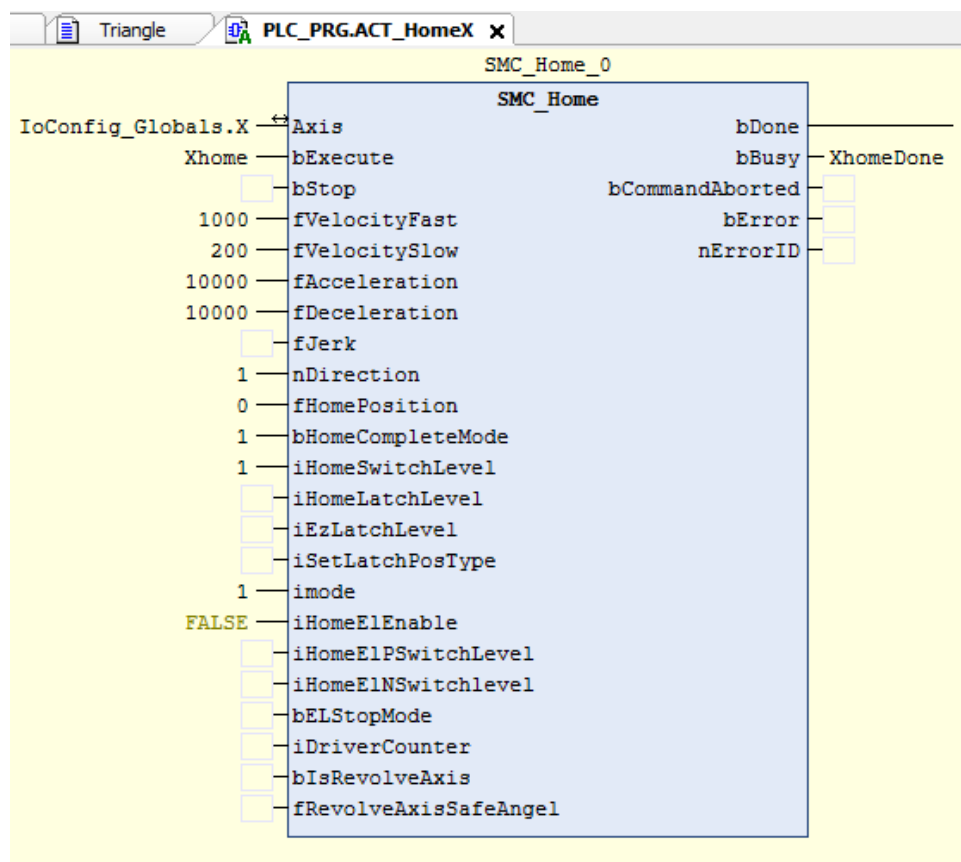 Triangle PLC_PRG.ACT_HomeX x
SMC_Home_0
SMC_Home
IoConfig_Globals.X Axis bDone
Xhome bExecute bBusy XhomeDone
bStop bCommandAborted
1000 fVelocityFast bError
200 fVelocitySlow nErrorID
10000 fAcceleration
10000 fDeceleration
fJerk
1 nDirection
0 fHomePosition
1 bHomeCompleteMode
1 iHomeSwitchLevel
iHomeLatchLevel
iEzLatchLevel
iSetLatchPosType
1 imode
FALSE iHomeElEnable
iHomeElPSwitchLevel
iHomeElNSwitchlevel
bELStopMode
iDriverCounter
bIsRevolveAxis
fRevolveAxisSafeAngel